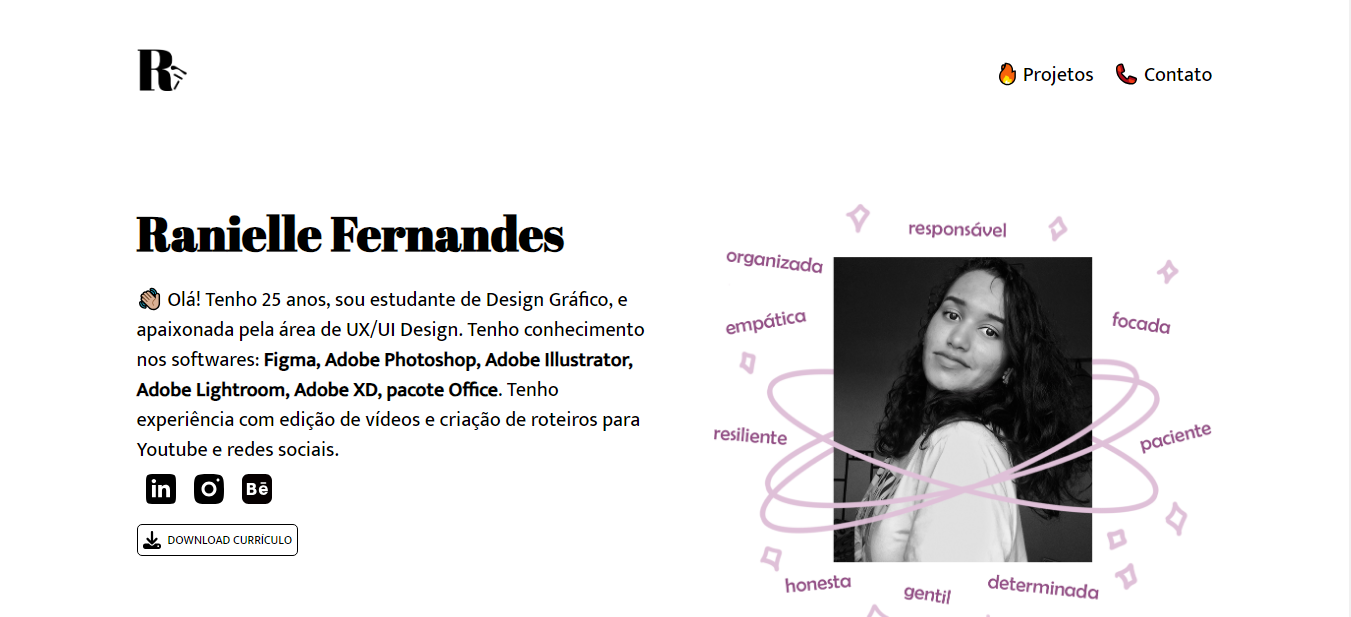 R
Projetos
Contato
Ranielle Fernandes
Olá! Tenho 25 anos, sou estudante de Design Gráfico, e
apaixonada pela área de UX/UI Design. Tenho conhecimento
nos softwares: Figma, Adobe Photoshop, Adobe Illustrator,
Adobe Lightroom, Adobe XD, pacote Office. Tenho
experiência com edição de vídeos e criação de roteiros para
Youtube e redes sociais.
in
Bē
DOWNLOAD CURRÍCULO
responsável
organizada
empática
focada
resiliente
paciente
honesta
gentil
determinada